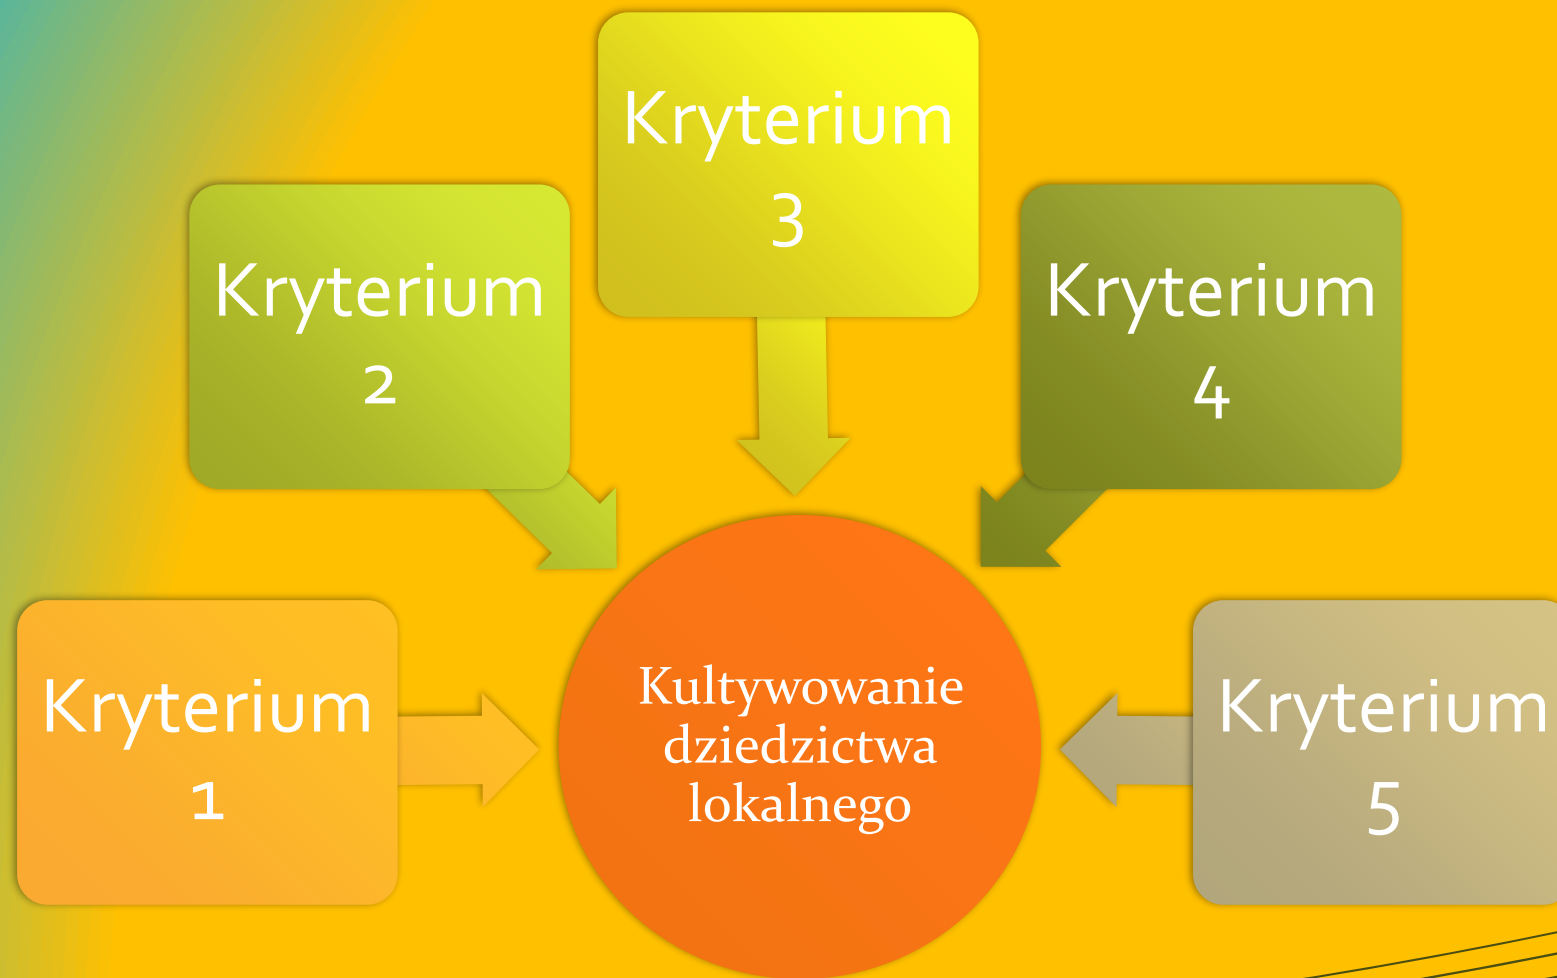 Kryterium
3
Kryterium
2
Kryterium
4
Kryterium
1
Kultywowanie
dziedzictwa
lokalnego
Kryterium
5